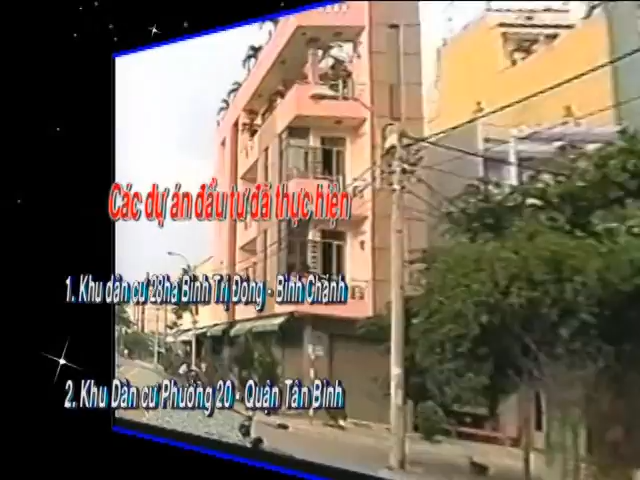 Các dự án đầu tư đã thực hiện
1. Khu dân cư 28ha Bình Trị Đông - Bình Chánh
2. Khu Dân cư Phường 20 - Quận Tân Bình